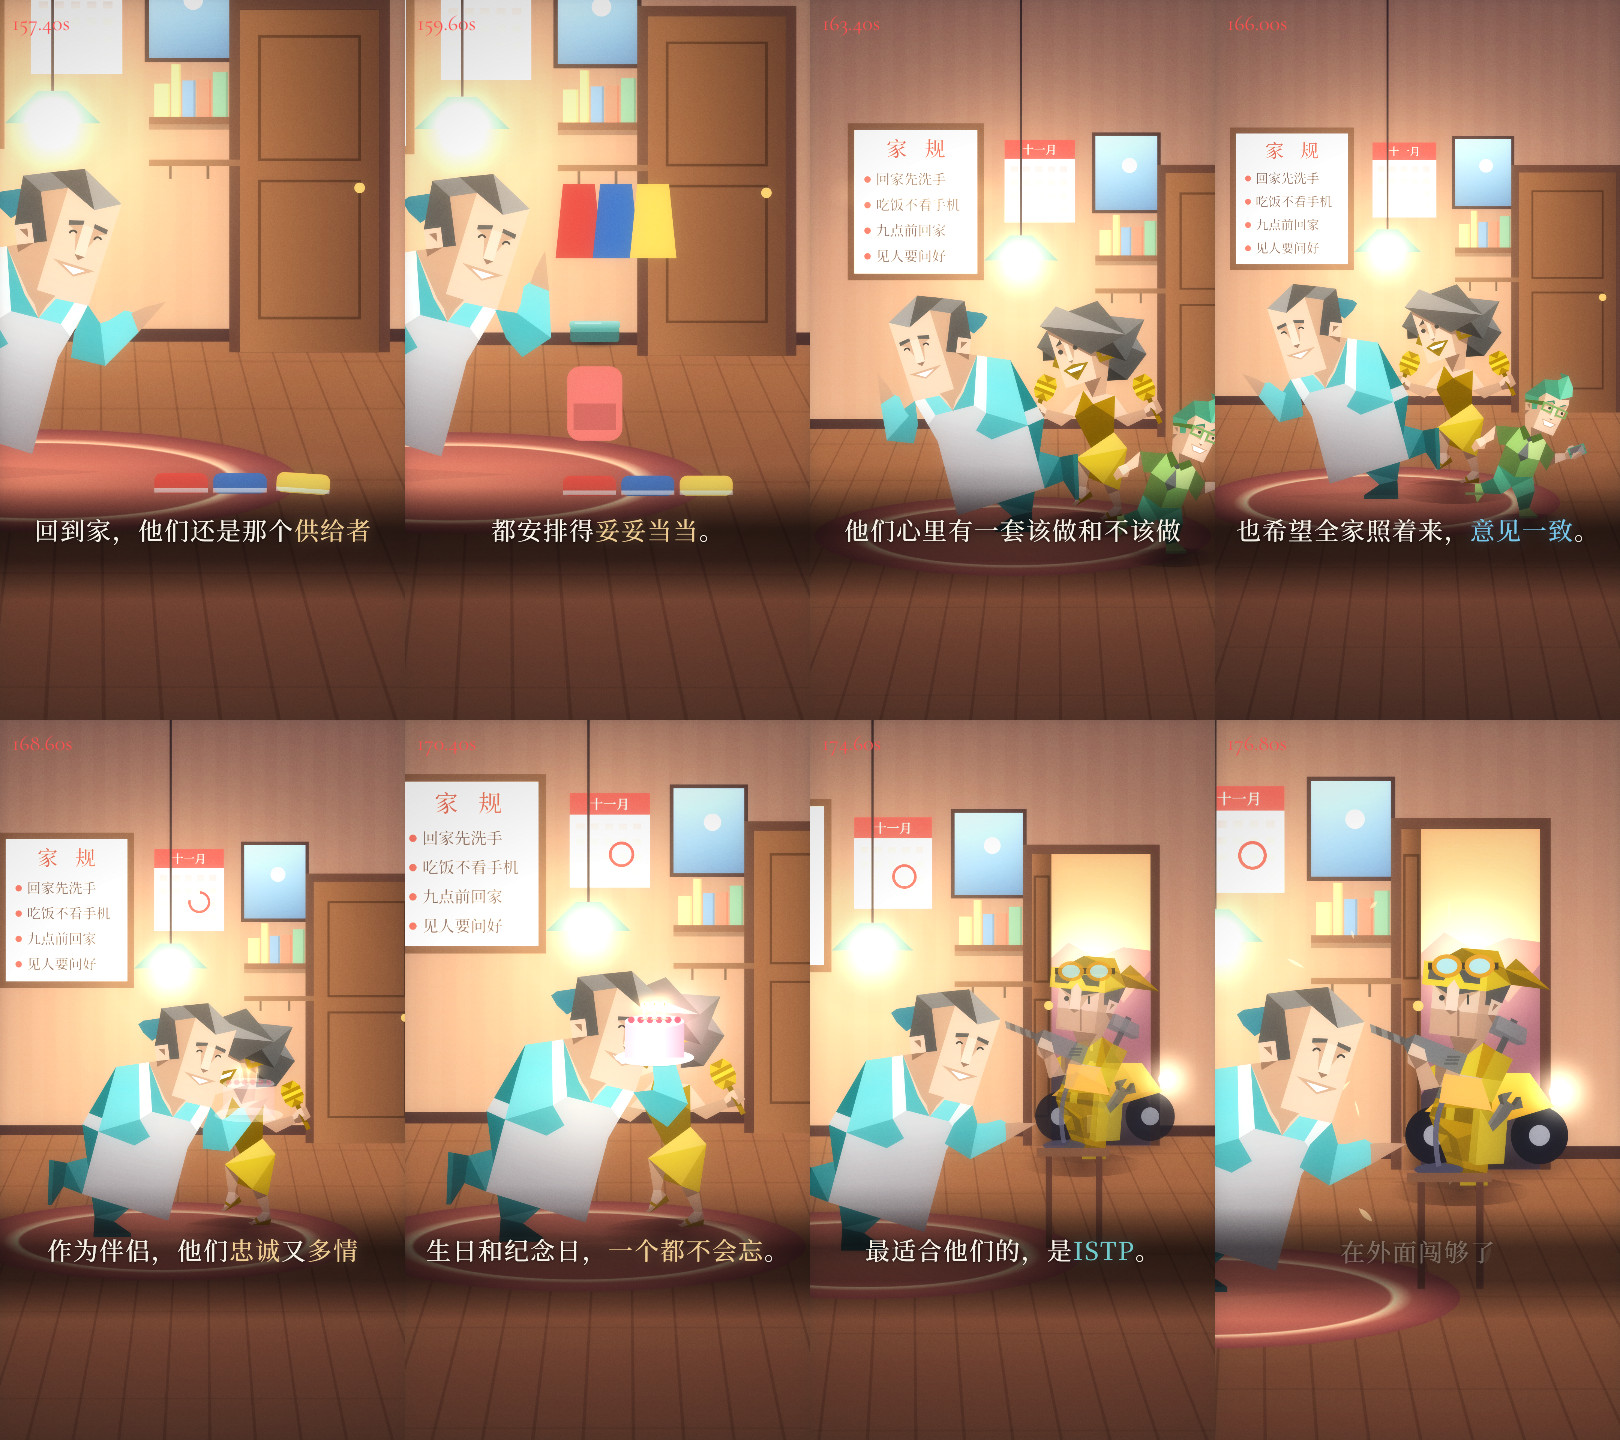 157.40s
回到家，他们还是那个供给者
159.60s
都安排得妥妥当当。
163.40s
家 规
回家先洗手
吃饭不看手机
九点前回家
见人要问好
十一月
他们心里有一套该做和不该做
166.00s
家 规
回家先洗手
吃饭不看手机
九点前回家
见人要问好
十一月
也希望全家照着来，意见一致。
168.60s
家 规
回家先洗手
吃饭不看手机
九点前回家
见人要问好
十一月
作为伴侣，他们忠诚又多情
家 规
回家先洗手
吃饭不看手机
九点前回家
见人要问好
十一月
生日和纪念日，一个都不会忘。
十一月
最适合他们的，是ISTP。
176.80s
十一月
在外面闯够了